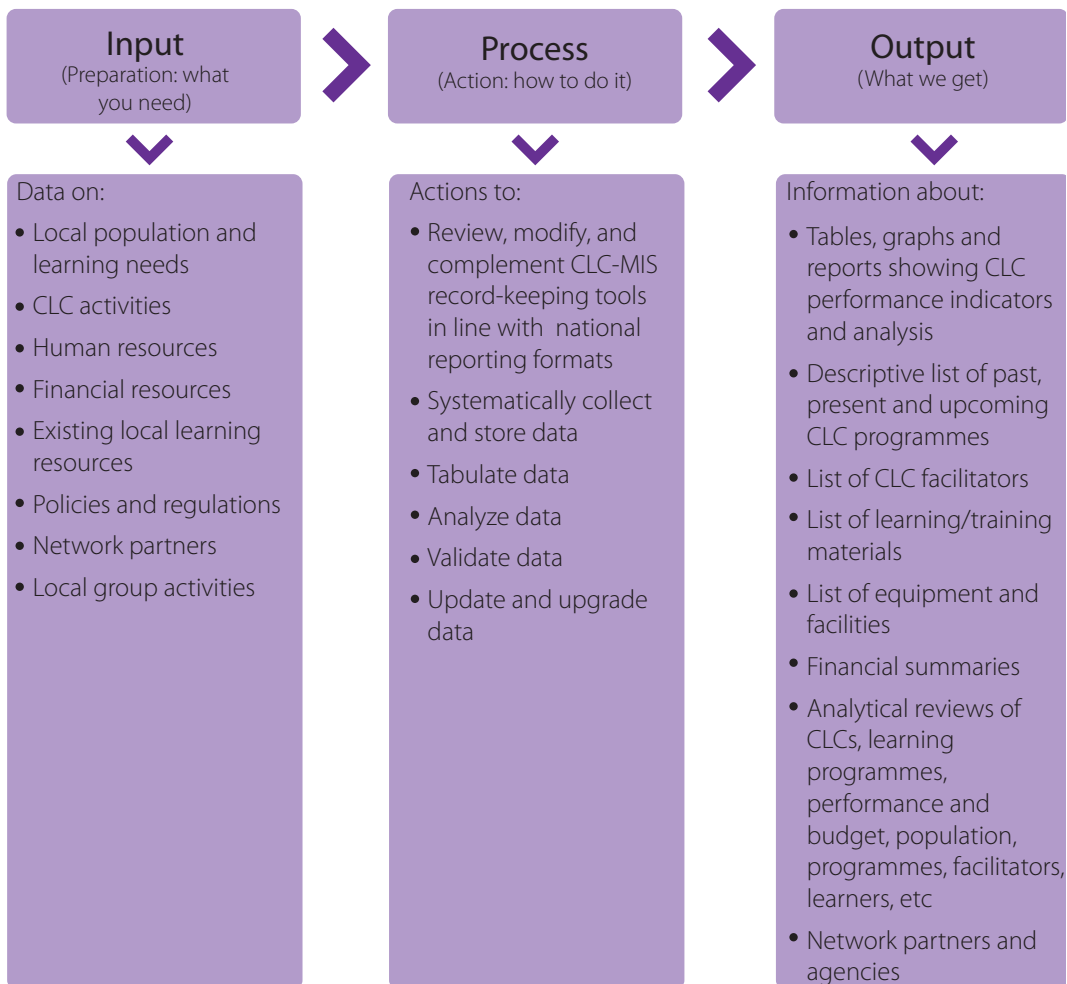 Input
(Preparation: what
you need)
Process
(Action: how to do it)
Output
(What we get)
Data on:
• Local population and
learning needs
• CLC activities
• Human resources
• Financial resources
• Existing local learning
resources
• Policies and regulations
• Network partners
• Local group activities
Actions to:
• Review, modify, and
complement CLC-MIS
record-keeping tools
in line with national
reporting formats
• Systematically collect
and store data
• Tabulate data
• Analyze data
• Validate data
• Update and upgrade
data
Information about:
• Tables, graphs and
reports showing CLC
performance indicators
and analysis
• Descriptive list of past,
present and upcoming
CLC programmes
• List of CLC facilitators
• List of learning/training
materials
• List of equipment and
facilities
• Financial summaries
• Analytical reviews of
CLCs, learning
programmes,
performance and
budget, population,
programmes, facilitators,
learners, etc
• Network partners and
agencies